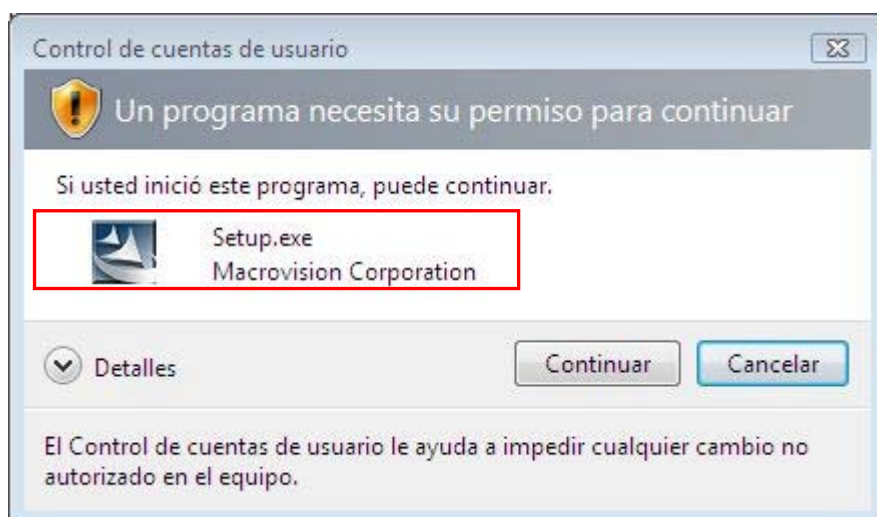 Control de cuentas de usuario
Un programa necesita su permiso para continuar
Si usted inició este programa, puede continuar.
Setup.exe
Macrovision Corporation
Detalles
Continuar
Cancelar
El Control de cuentas de usuario le ayuda a impedir cualquier cambio no
autorizado en el equipo.